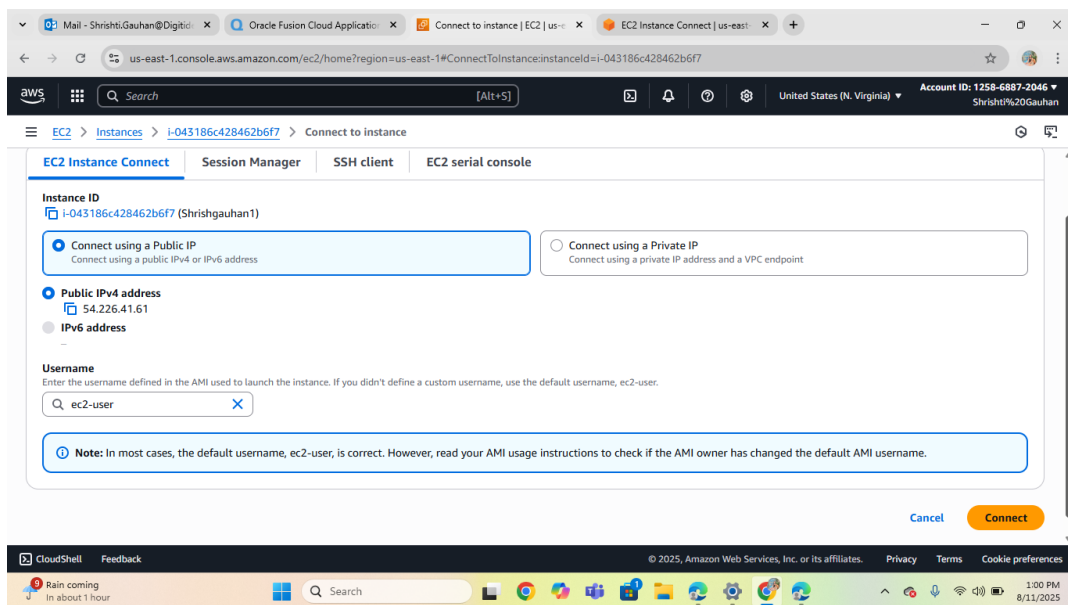 Mail - Shrishti.Gauhan@Digitid
Oracle Fusion Cloud Application
Connect to instance | EC2 | us-e
EC2 Instance Connect | us-east-
us-east-1.console.aws.amazon.com/ec2/home?region=us-east-1#ConnectToInstance:instanceId=i-043186c428462b6f7
aws
Search
[Alt+S]
United States (N. Virginia)
Account ID: 1258-6887-2046
Shrishti%20Gauhan
EC2 > Instances > i-043186c428462b6f7 > Connect to instance
EC2 Instance Connect
Session Manager
SSH client
EC2 serial console
Instance ID
i-043186c428462b6f7 (Shrishgauhan1)
Connect using a Public IP
Connect using a public IPv4 or IPv6 address
Connect using a Private IP
Connect using a private IP address and a VPC endpoint
Public IPv4 address
54.226.41.61
IPv6 address
–
Username
Enter the username defined in the AMI used to launch the instance. If you didn't define a custom username, use the default username, ec2-user.
ec2-user
Note: In most cases, the default username, ec2-user, is correct. However, read your AMI usage instructions to check if the AMI owner has changed the default AMI username.
Cancel
Connect
CloudShell
Feedback
© 2025, Amazon Web Services, Inc. or its affiliates.
Privacy
Terms
Cookie preferences
9
Rain coming
In about 1 hour
Search
1:00 PM
8/11/2025